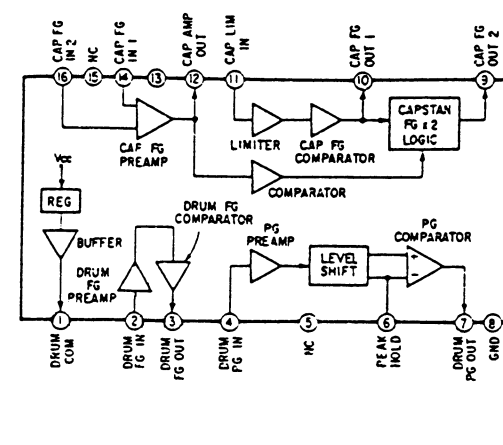 CAP FG
IN 2
NC
CAP FG
IN 1
CAP AMP
OUT
CAP LIM
IN
CAP FG
OUT 1
CAP FG
OUT 2
16
15
14
13
12
11
10
9
CAP FG
PREAMP
LIMITER
CAP FG
COMPARATOR
CAPSTAN
FG x 2
LOGIC
COMPARATOR
Vcc
REG
BUFFER
DRUM
FG
PREAMP
DRUM FG
COMPARATOR
PG
PREAMP
LEVEL
SHIFT
PG
COMPARATOR
+
−
1
2
3
4
5
6
7
8
DRUM
COM
DRUM
FG IN
DRUM
FG OUT
DRUM
PG IN
NC
PEAK
HOLD
DRUM
PG OUT
GND